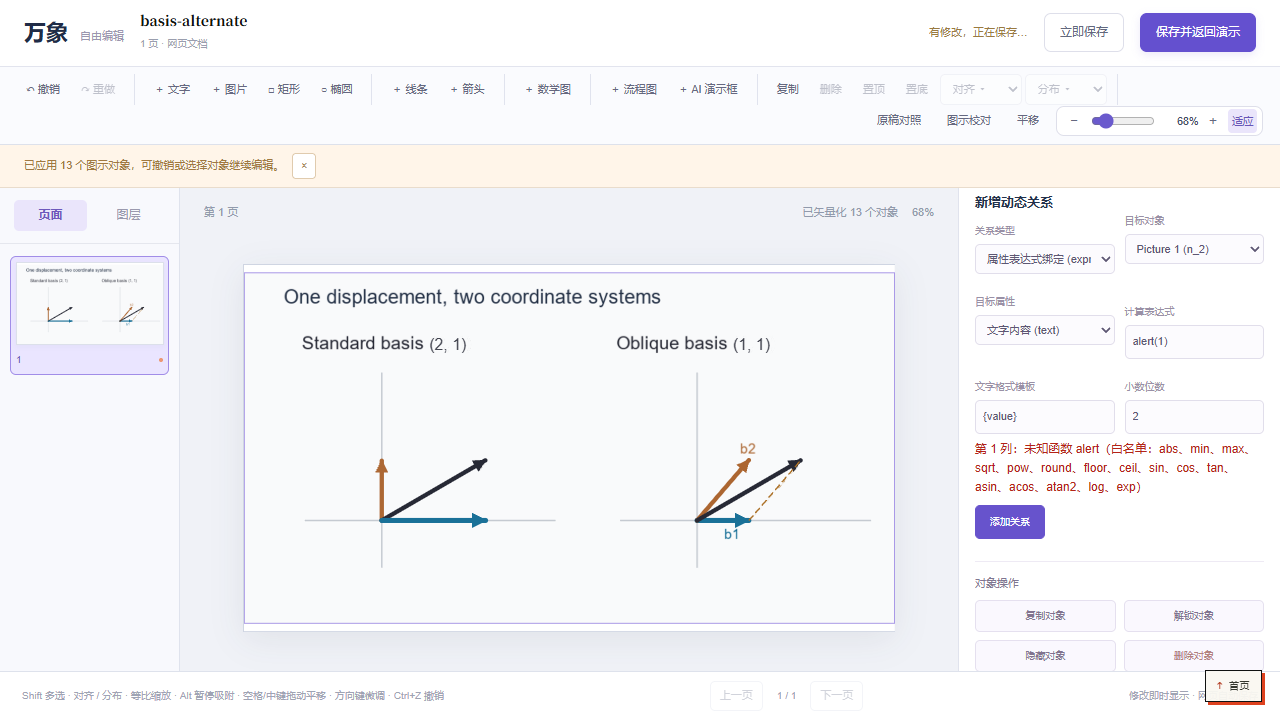 万象 自由编辑
basis-alternate
1 页 · 网页文档
有修改，正在保存…
立即保存
保存并返回演示
↶ 撤销 ↷ 重做 + 文字 + 图片 □ 矩形 ○ 椭圆 + 线条 + 箭头 + 数学图 + 流程图 + AI 演示框 复制 删除 置顶 置底 对齐 分布
原稿对照 图示校对 平移 − 68% + 适应
已应用 13 个图示对象，可撤销或选择对象继续编辑。 ×
页面 图层
第 1 页
已矢量化 13 个对象 68%
1
One displacement, two coordinate systems
Standard basis (2, 1)
Oblique basis (1, 1)
b2
b1
新增动态关系
关系类型
目标对象
属性表达式绑定 (expr
Picture 1 (n_2)
目标属性
计算表达式
文字内容 (text)
alert(1)
文字格式模板
小数位数
{value}
2
第 1 列：未知函数 alert（白名单：abs、min、max、
sqrt、pow、round、floor、ceil、sin、cos、tan、
asin、acos、atan2、log、exp）
添加关系
对象操作
复制对象
解锁对象
隐藏对象
删除对象
Shift 多选 · 对齐 / 分布 · 等比缩放 · Alt 暂停吸附 · 空格/中键拖动平移 · 方向键微调 · Ctrl+Z 撤销
上一页 1 / 1 下一页
修改即时显示 ·
↑ 首页